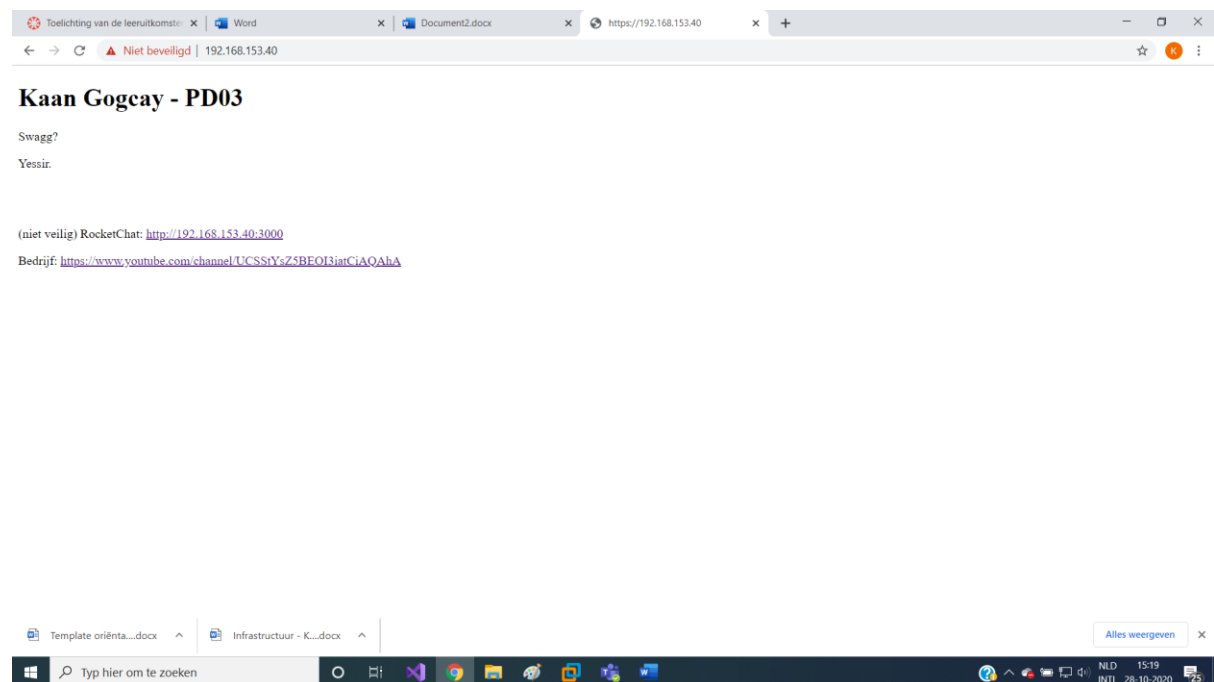 Toelichting van de leeruitkomste
Word
Document2.docx
https://192.168.153.40
Niet beveiligd | 192.168.153.40
K
Kaan Gogcay - PD03
Swagg?
Yessir.
(niet veilig) RocketChat: http://192.168.153.40:3000
Bedrijf: https://www.youtube.com/channel/UCSStYsZ5BEOI3iatCiAQAhA
Template oriënta....docx
Infrastructuur - K....docx
Alles weergeven
Typ hier om te zoeken
NLD 15:19
INTL 28-10-2020
25